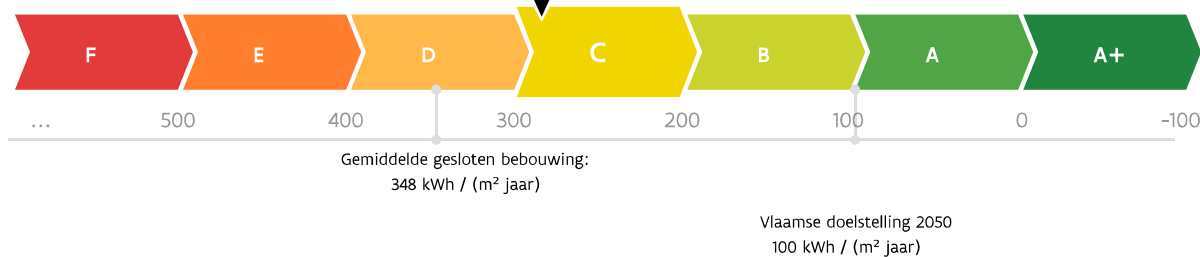 F E D C B A A+
... 500 400 300 200 100 0 -100
Gemiddelde gesloten bebouwing:
348 kWh / (m² jaar)
Vlaamse doelstelling 2050
100 kWh / (m² jaar)